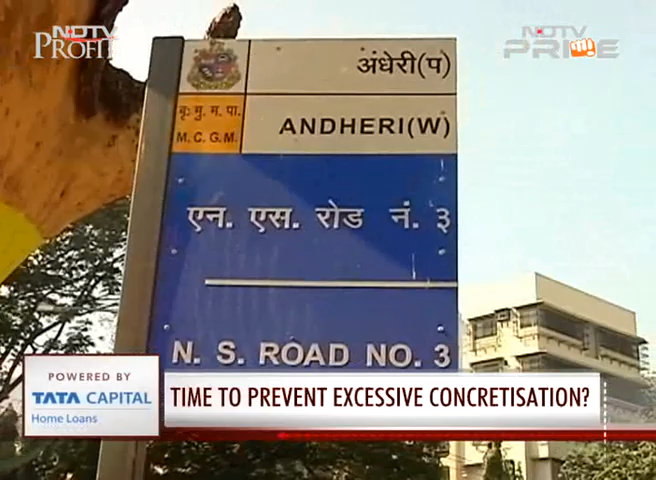 NDTV
PROFIT
NDTV
PRIME
अंधेरी(प)
बृ. मु. म. पा.
M. C. G. M.
ANDHERI(W)
एन. एस. रोड नं. ३
N. S. ROAD NO. 3
POWERED BY
TATA CAPITAL
Home Loans
TIME TO PREVENT EXCESSIVE CONCRETISATION?